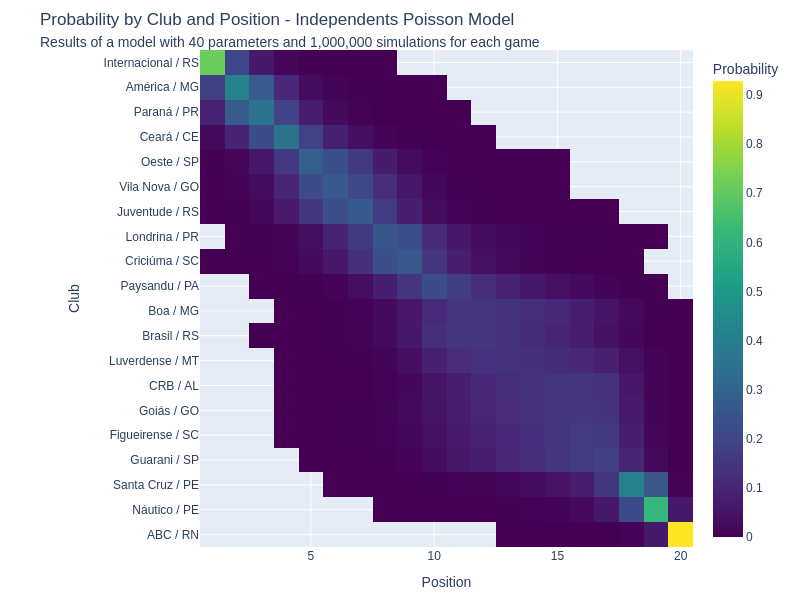 Probability by Club and Position - Independents Poisson Model
Results of a model with 40 parameters and 1,000,000 simulations for each game
Probability
Internacional / RS
América / MG
Paraná / PR
Ceará / CE
Oeste / SP
Vila Nova / GO
Juventude / RS
Londrina / PR
Criciúma / SC
Paysandu / PA
Boa / MG
Brasil / RS
Luverdense / MT
CRB / AL
Goiás / GO
Figueirense / SC
Guarani / SP
Santa Cruz / PE
Náutico / PE
ABC / RN
Club
5
10
15
20
Position
0.9
0.8
0.7
0.6
0.5
0.4
0.3
0.2
0.1
0